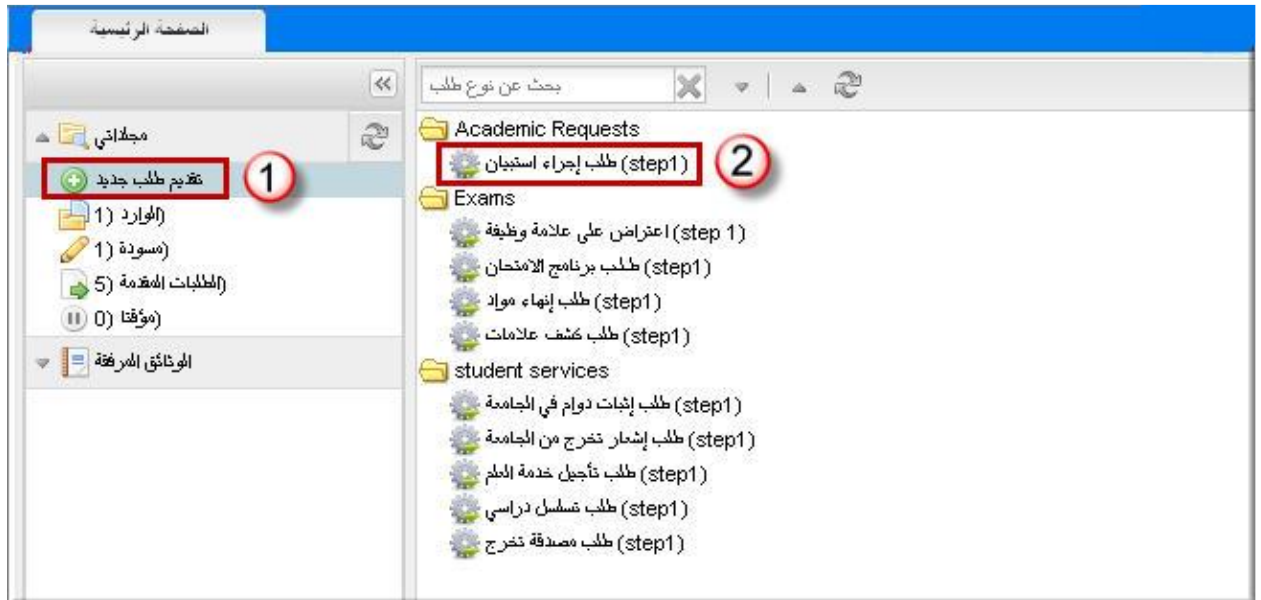 الصفحة الرئيسية
بحث عن نوع طلب
مجلداتي
تقديم طلب جديد
1
(الوارد (1
(مسودة (1
(الطلبات المقدمة (5
(مؤقتا (0
الوثائق المرفقة
Academic Requests
طلب إجراء استبيان (step1)
2
Exams
اعتراض على علامة وظيفة (step 1)
طلب برنامج الامتحان (step1)
طلب إنهاء مواد (step1)
طلب كشف علامات (step1)
student services
طلب إثبات دوام في الجامعة (step1)
طلب إشعار تخرج من الجامعة (step1)
طلب تأجيل خدمة العلم (step1)
طلب تسلسل دراسي (step1)
طلب مصدقة تخرج (step1)